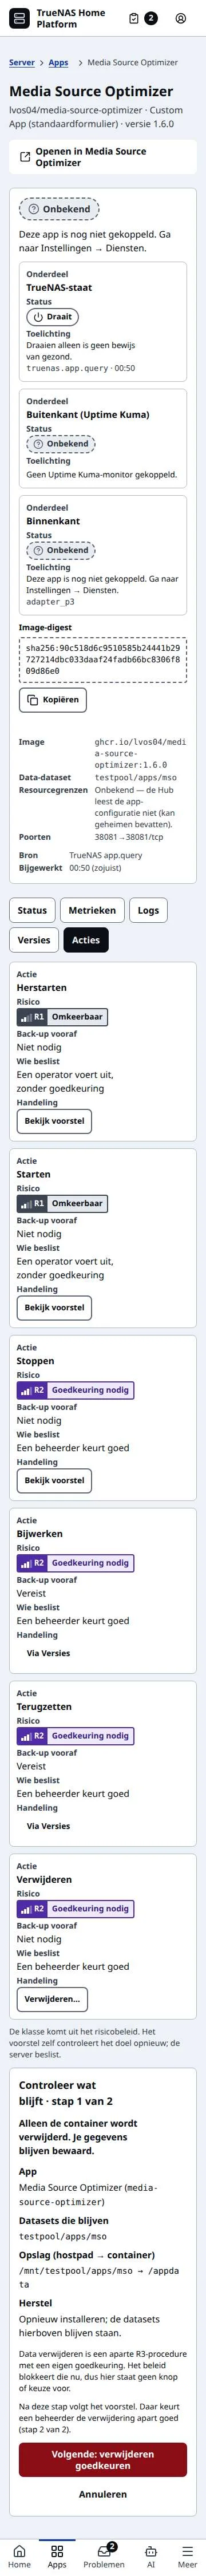 TrueNAS Home
Platform
2
Server > Apps > Media Source Optimizer
Media Source Optimizer
lvos04/media-source-optimizer · Custom
App (standaardformulier) · versie 1.6.0
Openen in Media Source
Optimizer
Onbekend
Deze app is nog niet gekoppeld. Ga
naar Instellingen → Diensten.
Onderdeel
TrueNAS-staat
Status
Draait
Toelichting
Draaien alleen is geen bewijs
van gezond.
truenas.app.query · 00:50
Onderdeel
Buitenkant (Uptime Kuma)
Status
Onbekend
Toelichting
Geen Uptime Kuma-monitor gekoppeld.
Onderdeel
Binnenkant
Status
Onbekend
Toelichting
Deze app is nog niet gekoppeld. Ga naar
Instellingen → Diensten.
adapter_p3
Image-digest
sha256:90c518d6c9510585b24441b29
727214dbc033daaf24fadb66bc8306f8
09d86e0
Kopiëren
Image ghcr.io/lvos04/medi
a-source-
optimizer:1.6.0
Data-dataset testpool/apps/mso
Resourcegrenzen Onbekend — de Hub
leest de app-
configuratie niet (kan
geheimen bevatten).
Poorten 38081→38081/tcp
Bron TrueNAS app.query
Bijgewerkt 00:50 (zojuist)
Status Metrieken Logs
Versies Acties
Actie
Herstarten
Risico
R1 Omkeerbaar
Back-up vooraf
Niet nodig
Wie beslist
Een operator voert uit,
zonder goedkeuring
Handeling
Bekijk voorstel
Actie
Starten
Risico
R1 Omkeerbaar
Back-up vooraf
Niet nodig
Wie beslist
Een operator voert uit,
zonder goedkeuring
Handeling
Bekijk voorstel
Actie
Stoppen
Risico
R2 Goedkeuring nodig
Back-up vooraf
Niet nodig
Wie beslist
Een beheerder keurt goed
Handeling
Bekijk voorstel
Actie
Bijwerken
Risico
R2 Goedkeuring nodig
Back-up vooraf
Vereist
Wie beslist
Een beheerder keurt goed
Handeling
Via Versies
Actie
Terugzetten
Risico
R2 Goedkeuring nodig
Back-up vooraf
Vereist
Wie beslist
Een beheerder keurt goed
Handeling
Via Versies
Actie
Verwijderen
Risico
R2 Goedkeuring nodig
Back-up vooraf
Niet nodig
Wie beslist
Een beheerder keurt goed
Handeling
Verwijderen...
De klasse komt uit het risicobeleid. Het
voorstel zelf controleert het doel opnieuw; de
server beslist.
Controleer wat
blijft · stap 1 van 2
Alleen de container wordt
verwijderd. Je gegevens
blijven bewaard.
App
Media Source Optimizer (media-
source-optimizer)
Datasets die blijven
testpool/apps/mso
Opslag (hostpad → container)
/mnt/testpool/apps/mso → /appda
ta
Herstel
Opnieuw installeren; de datasets
hierboven blijven staan.
Data verwijderen is een aparte R3-procedure
met een eigen goedkeuring. Het beleid
blokkeert die nu, dus hier staat geen knop
of keuze voor.
Na deze stap volgt het voorstel. Daar keurt
een beheerder de verwijdering apart goed
(stap 2 van 2).
Volgende: verwijderen
goedkeuren
Annuleren
2
Home Apps Problemen AI Meer